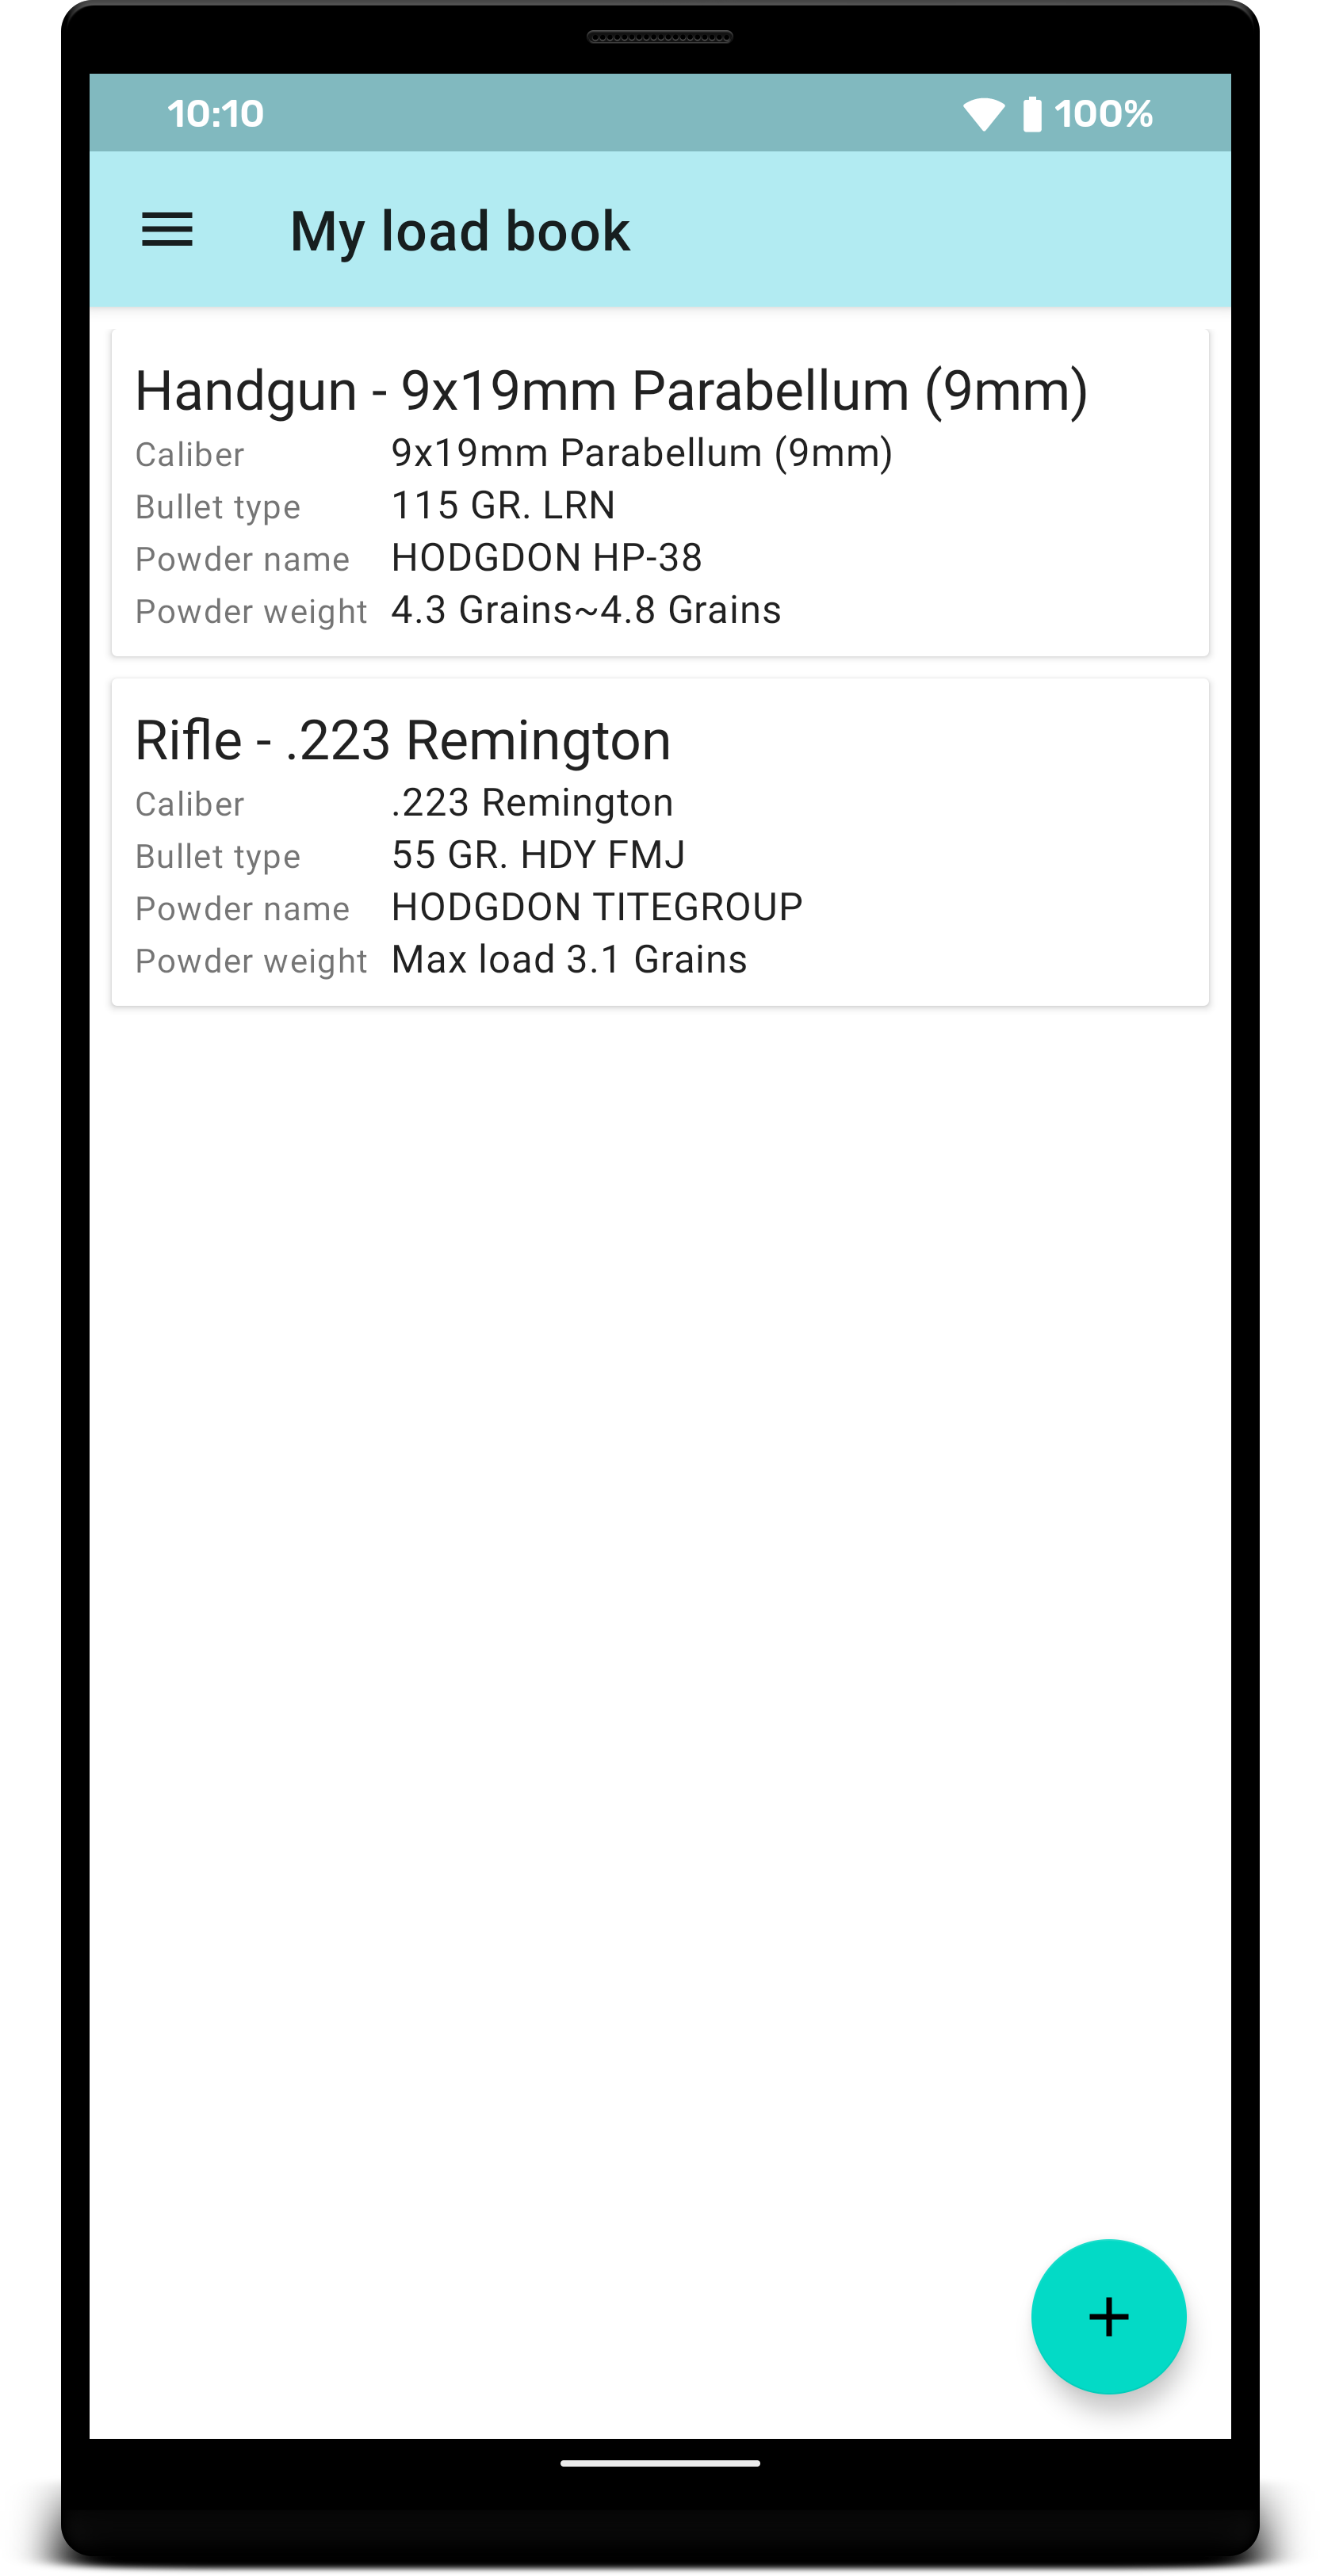 10:10 100%
My load book
Handgun - 9x19mm Parabellum (9mm)
Caliber 9x19mm Parabellum (9mm)
Bullet type 115 GR. LRN
Powder name HODGDON HP-38
Powder weight 4.3 Grains~4.8 Grains
Rifle - .223 Remington
Caliber .223 Remington
Bullet type 55 GR. HDY FMJ
Powder name HODGDON TITEGROUP
Powder weight Max load 3.1 Grains